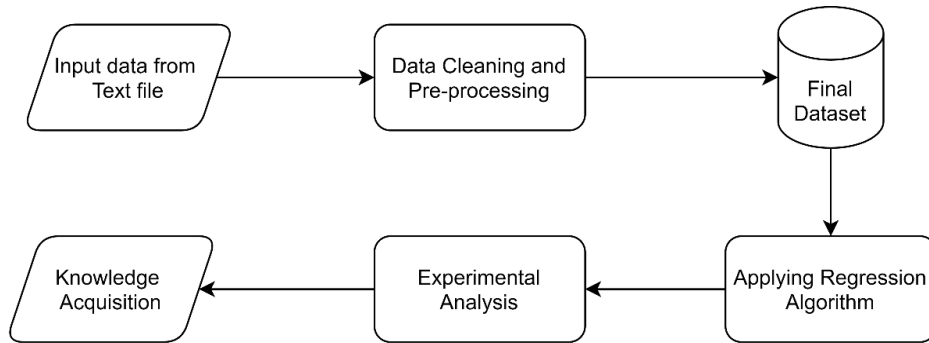 Input data from
Text file
Data Cleaning and
Pre-processing
Final
Dataset
Applying Regression
Algorithm
Experimental
Analysis
Knowledge
Acquisition